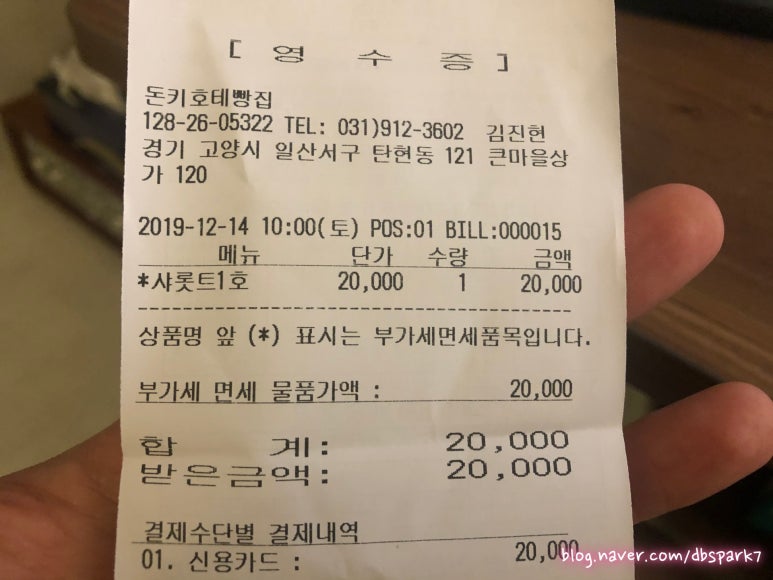 [ 영 수 증 ]
돈키호테빵집
128-26-05322 TEL: 031)912-3602 김진현
경기 고양시 일산서구 탄현동 121 큰마을상
가 120
2019-12-14 10:00(토) POS:01 BILL:000015
메뉴 단가 수량 금액
*샤롯트1호 20,000 1 20,000
상품명 앞 (*) 표시는 부가세면세품목입니다.
부가세 면세 물품가액 : 20,000
합 계: 20,000
받은금액: 20,000
결제수단별 결제내역
01. 신용카드 : 20,000
blog.naver.com/dbspark7